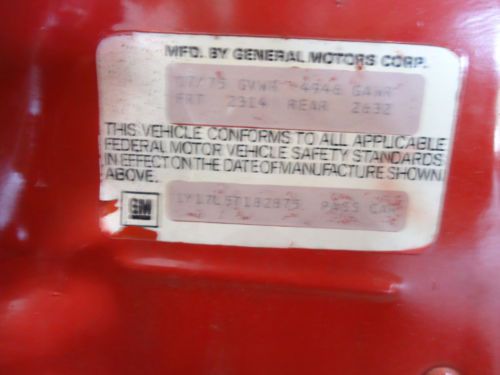 MFD. BY GENERAL MOTORS CORP.
07/75 GVWR 4946 GAWR
FRT 2314 REAR 2632
THIS VEHICLE CONFORMS TO ALL APPLICABLE
FEDERAL MOTOR VEHICLE SAFETY STANDARDS
IN EFFECT ON THE DATE OF MANUFACTURE SHOWN
ABOVE.
GM
PASS CAR